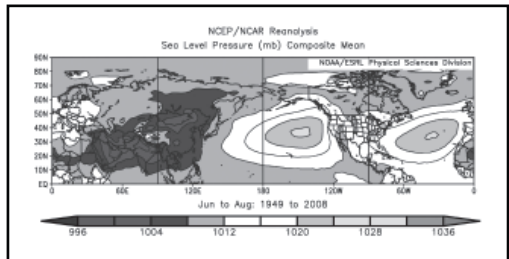 NCEP/NCAR Reanalysis
Sea Level Pressure (mb) Composite Mean
NOAA/ESRL Physical Sciences Division
90N
80N
70N
60N
50N
40N
30N
20N
10N
EQ
0 60E 120E 180 120W 60W 0
Jun to Aug: 1949 to 2008
996 1004 1012 1020 1028 1036